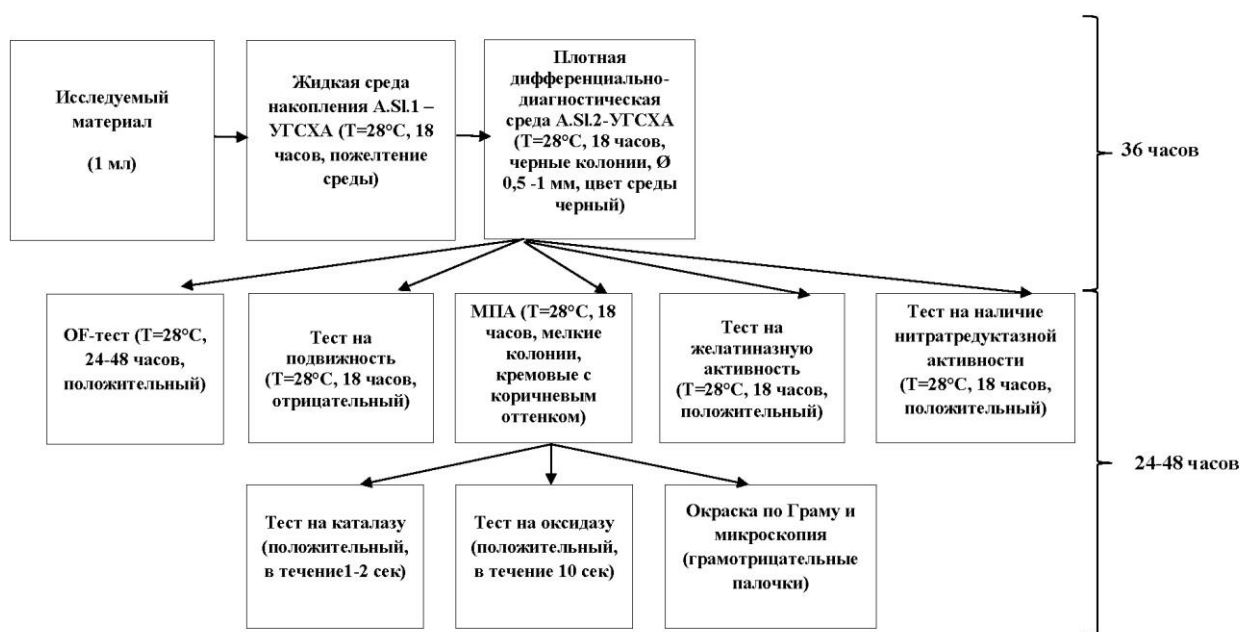 Исследуемый
материал
(1 мл)
Жидкая среда
накопления A.Sl.1 –
УГСХА (Т=28°С, 18
часов, пожелтение
среды)
Плотная
дифференциально-
диагностическая
среда A.Sl.2-УГСХА
(Т=28°С, 18 часов,
черные колонии, Ø
0,5 -1 мм, цвет среды
черный)
36 часов
OF-тест (Т=28°С,
24-48 часов,
положительный)
Тест на
подвижность
(Т=28°С, 18 часов,
отрицательный)
МПА (Т=28°С, 18
часов, мелкие
колонии,
кремовые с
коричневым
оттенком)
Тест на
желатиназную
активность
(Т=28°С, 18 часов,
положительный)
Тест на наличие
нитратредуктазной
активности
(Т=28°С, 18 часов,
положительный)
24-48 часов
Тест на каталазу
(положительный,
в течение1-2 сек)
Тест на оксидазу
(положительный,
в течение 10 сек)
Окраска по Граму и
микроскопия
(грамотрицательные
палочки)